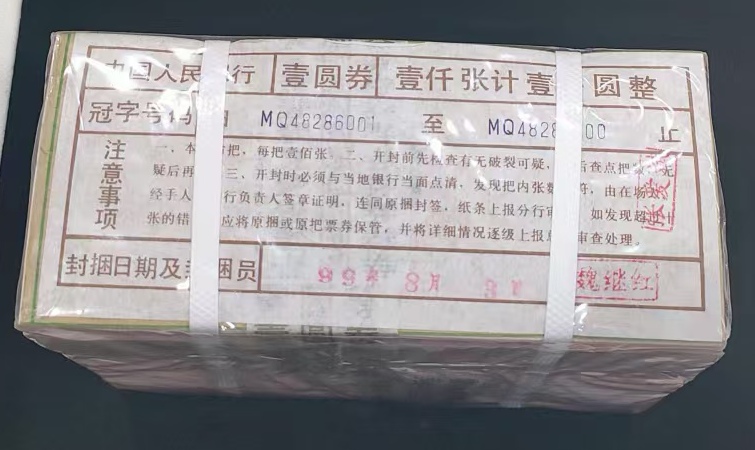 中国人民 行 壹圆券 壹仟张计壹 圆整
冠字号码 MQ48286001 至 MQ4828 00 止
注意事项
一、本 把，每把壹佰张 二、开封前先检查有无破裂可疑， 后查点把 无
疑后再 三、开封时必须与当地银行当面点清、发现把内张数 符，由在场
经手人 行负责人签章证明，连同原捆封签，纸条上报分行审 如发现超 士
张的错 应将原捆或原把票券保管，并将详细情况逐级上报 审查处理。
封捆日期及 捆员 99 8月 31 魏继红